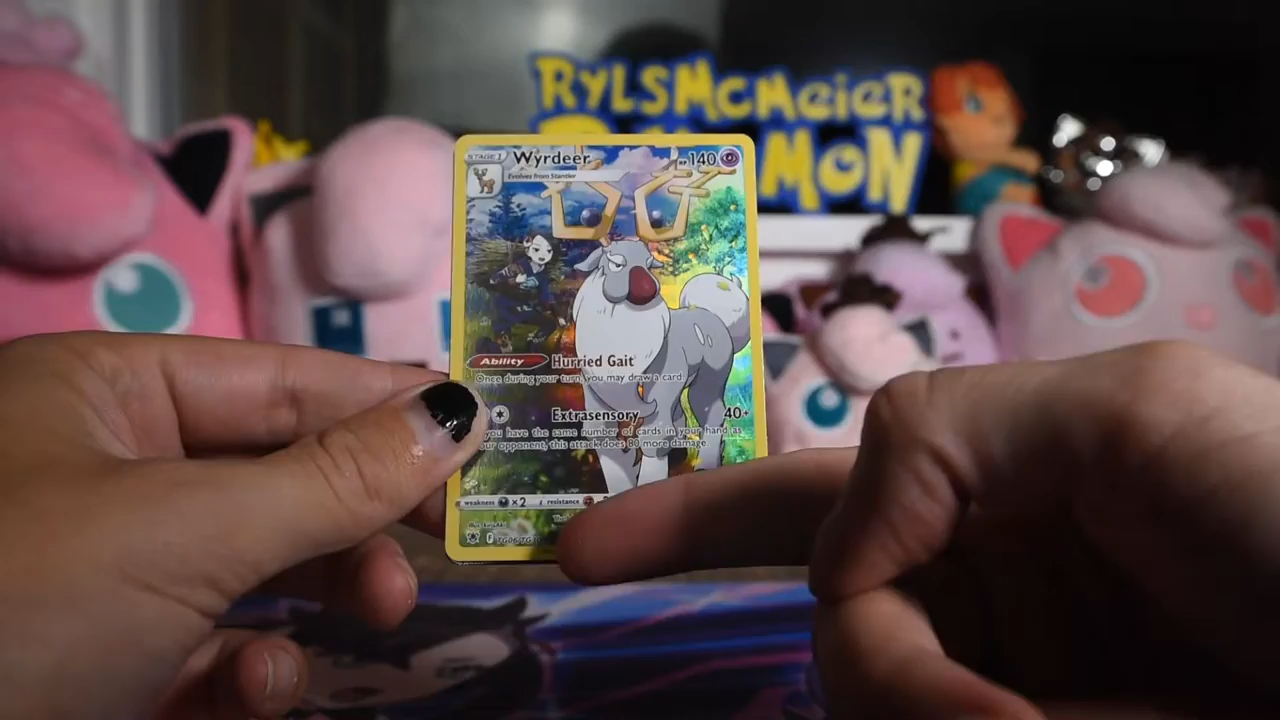 RYLSMCMEIER
STAGE 1
Wyrdeer
HP 140
Evolves from Stantler
Ability Hurried Gait
Once during your turn, you may draw a card.
Extrasensory 40+
you have the same number of cards in your hand as
your opponent, this attack does 80 more damage.
weakness ×2 resistance